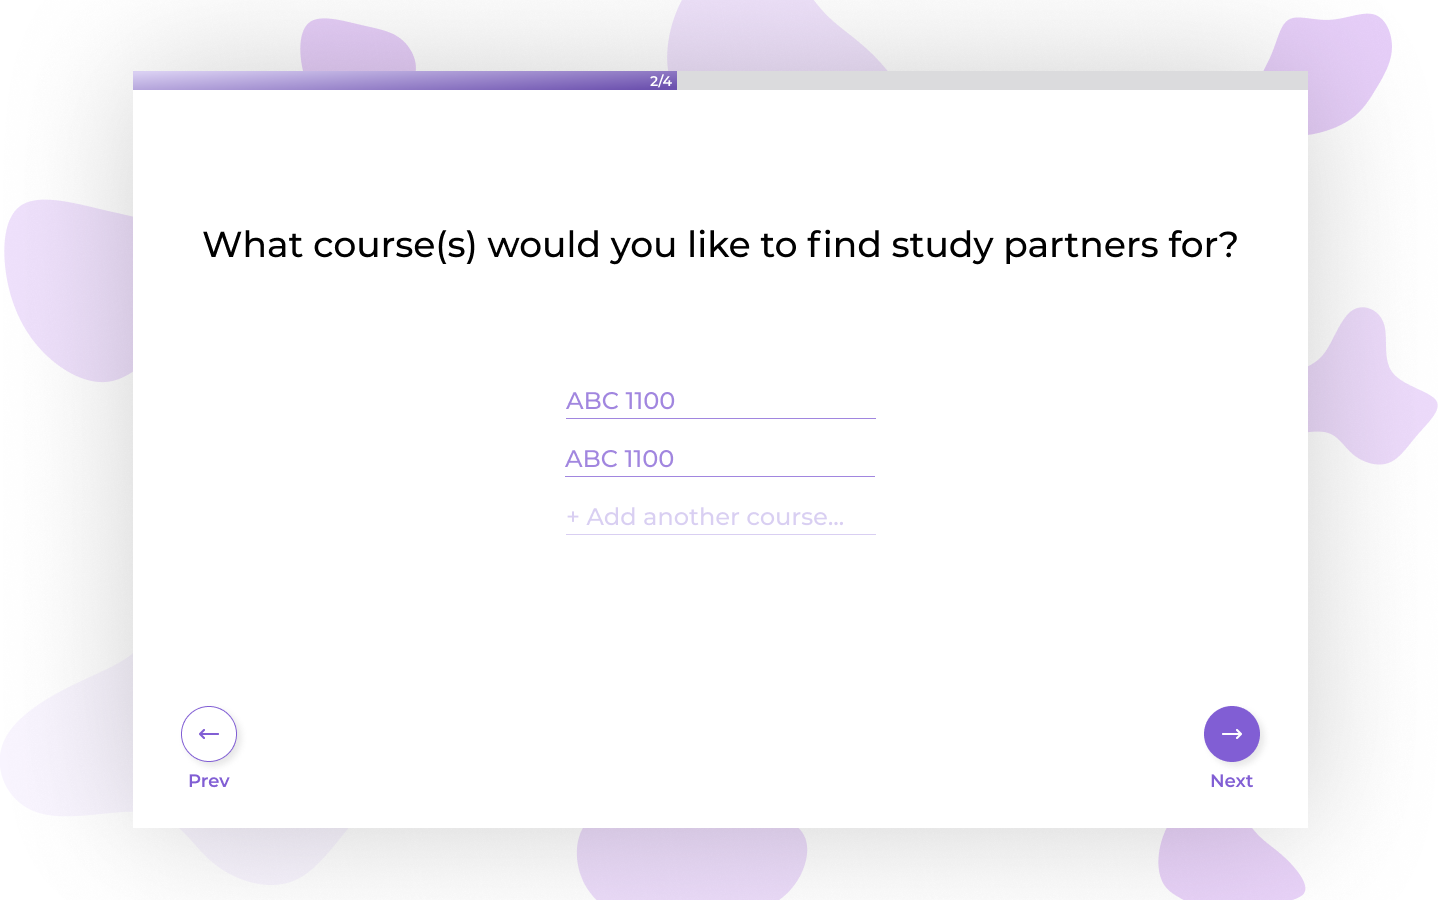 2/4
What course(s) would you like to find study partners for?
ABC 1100
ABC 1100
+ Add another course...
Prev
Next